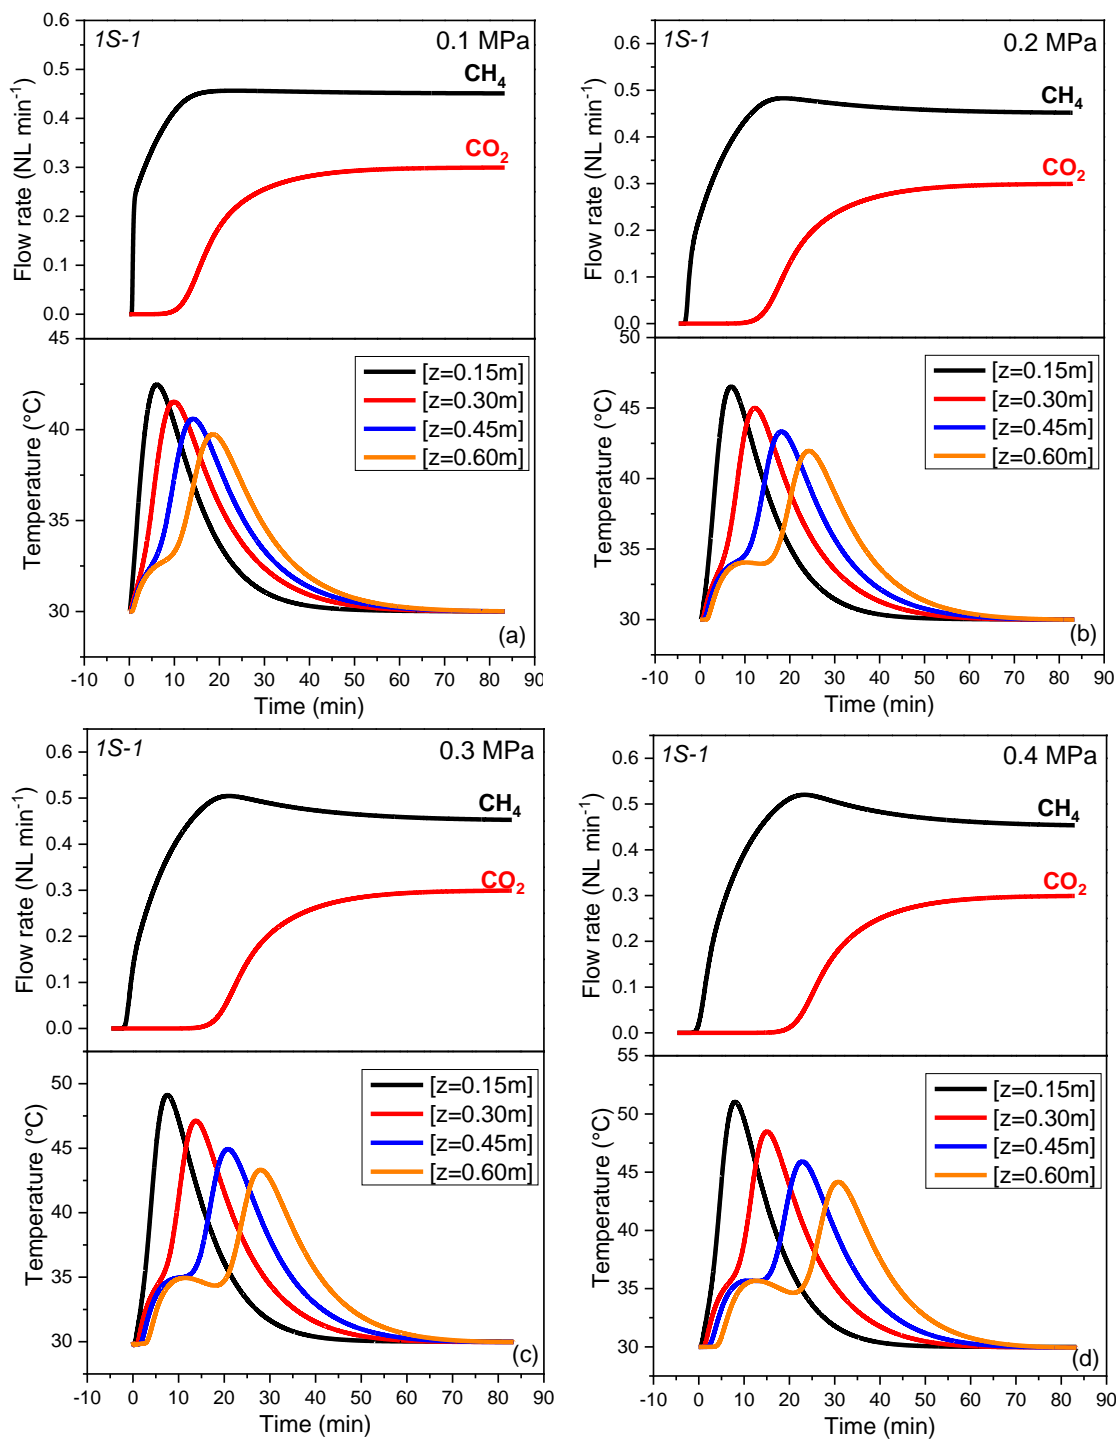 1S-1
0.1 MPa
CH4
CO2
Flow rate (NL min-1)
0.6
0.5
0.4
0.3
0.2
0.1
0.0
45
40
35
30
Temperature (°C)
[z=0.15m]
[z=0.30m]
[z=0.45m]
[z=0.60m]
(a)
-10 0 10 20 30 40 50 60 70 80 90
Time (min)
1S-1
0.2 MPa
CH4
CO2
Flow rate (NL min-1)
0.6
0.5
0.4
0.3
0.2
0.1
0.0
50
45
40
35
30
Temperature (°C)
[z=0.15m]
[z=0.30m]
[z=0.45m]
[z=0.60m]
(b)
-10 0 10 20 30 40 50 60 70 80 90
Time (min)
1S-1
0.3 MPa
CH4
CO2
Flow rate (NL min-1)
0.6
0.5
0.4
0.3
0.2
0.1
0.0
50
45
40
35
30
Temperature (°C)
[z=0.15m]
[z=0.30m]
[z=0.45m]
[z=0.60m]
(c)
-10 0 10 20 30 40 50 60 70 80 90
Time (min)
1S-1
0.4 MPa
CH4
CO2
Flow rate (NL min-1)
0.6
0.5
0.4
0.3
0.2
0.1
0.0
55
50
45
40
35
30
Temperature (°C)
[z=0.15m]
[z=0.30m]
[z=0.45m]
[z=0.60m]
(d)
-10 0 10 20 30 40 50 60 70 80 90
Time (min)